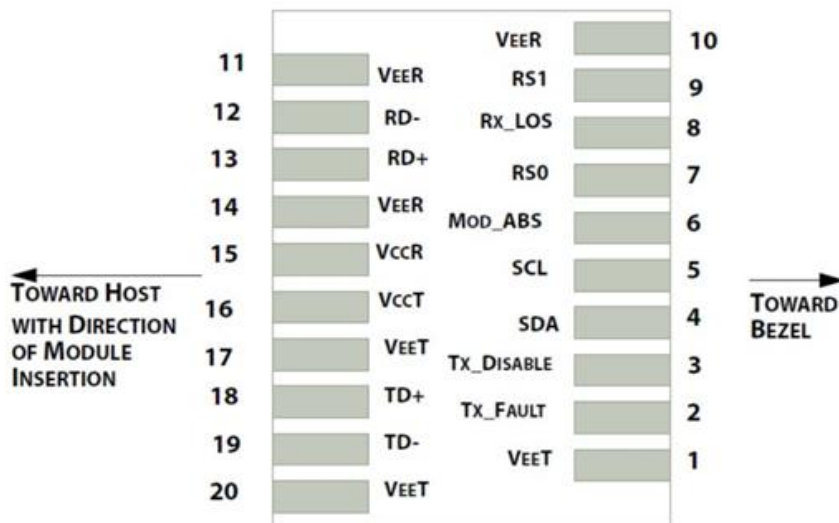 11 VEER
12 RD-
13 RD+
14 VEER
15 VCCR
16 VCCT
17 VEET
18 TD+
19 TD-
20 VEET
VEER 10
RS1 9
RX_LOS 8
RS0 7
MOD_ABS 6
SCL 5
SDA 4
TX_DISABLE 3
TX_FAULT 2
VEET 1
TOWARD HOST
WITH DIRECTION
OF MODULE
INSERTION
TOWARD
BEZEL